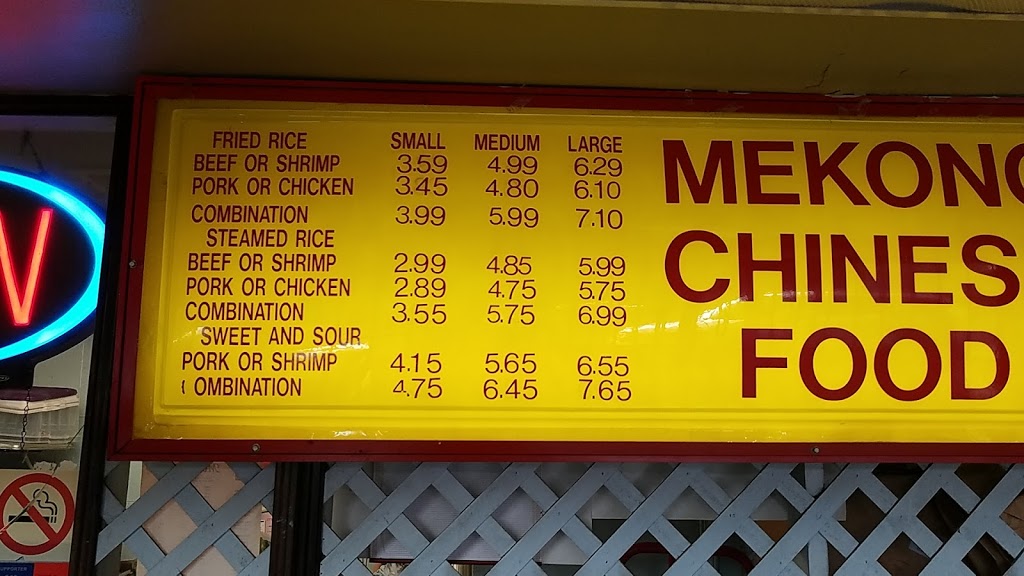 FRIED RICE SMALL MEDIUM LARGE
BEEF OR SHRIMP 3.59 4.99 6.29
PORK OR CHICKEN 3.45 4.80 6.10
COMBINATION 3.99 5.99 7.10
STEAMED RICE
BEEF OR SHRIMP 2.99 4.85 5.99
PORK OR CHICKEN 2.89 4.75 5.75
COMBINATION 3.55 5.75 6.99
SWEET AND SOUR
PORK OR SHRIMP 4.15 5.65 6.55
OMBINATION 4.75 6.45 7.65
MEKONG
CHINES
FOOD
N